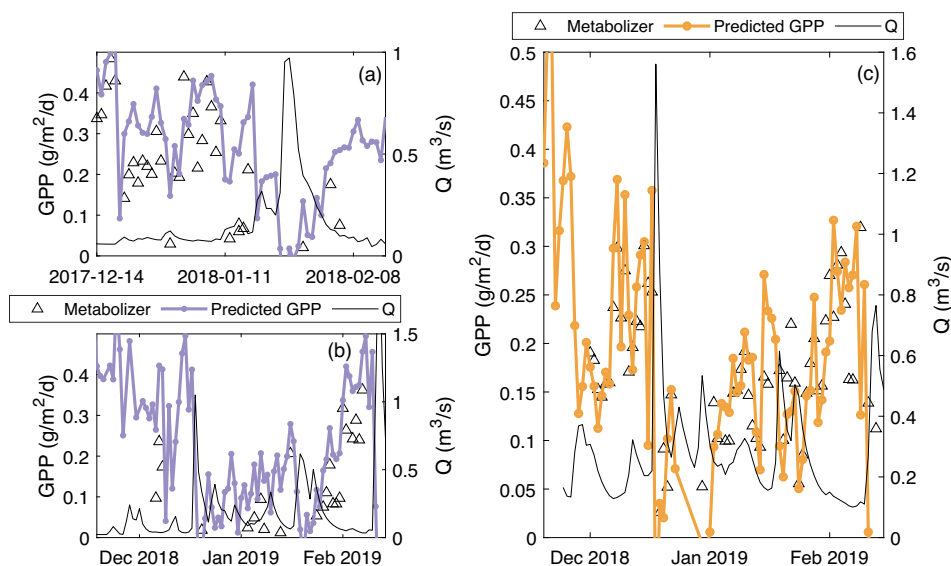 Metabolizer Predicted GPP Q
(a)
GPP (g/m²/d)
0.4
0.3
0.2
0.1
0
1
0.5
0
Q (m³/s)
2017-12-14 2018-01-11 2018-02-08
Metabolizer Predicted GPP Q
(b)
GPP (g/m²/d)
0.4
0.3
0.2
0.1
0
1.5
1
0.5
0
Q (m³/s)
Dec 2018 Jan 2019 Feb 2019
Metabolizer Predicted GPP Q
(c)
GPP (g/m²/d)
0.5
0.45
0.4
0.35
0.3
0.25
0.2
0.15
0.1
0.05
0
1.6
1.4
1.2
1
0.8
0.6
0.4
0.2
0
Q (m³/s)
Dec 2018 Jan 2019 Feb 2019